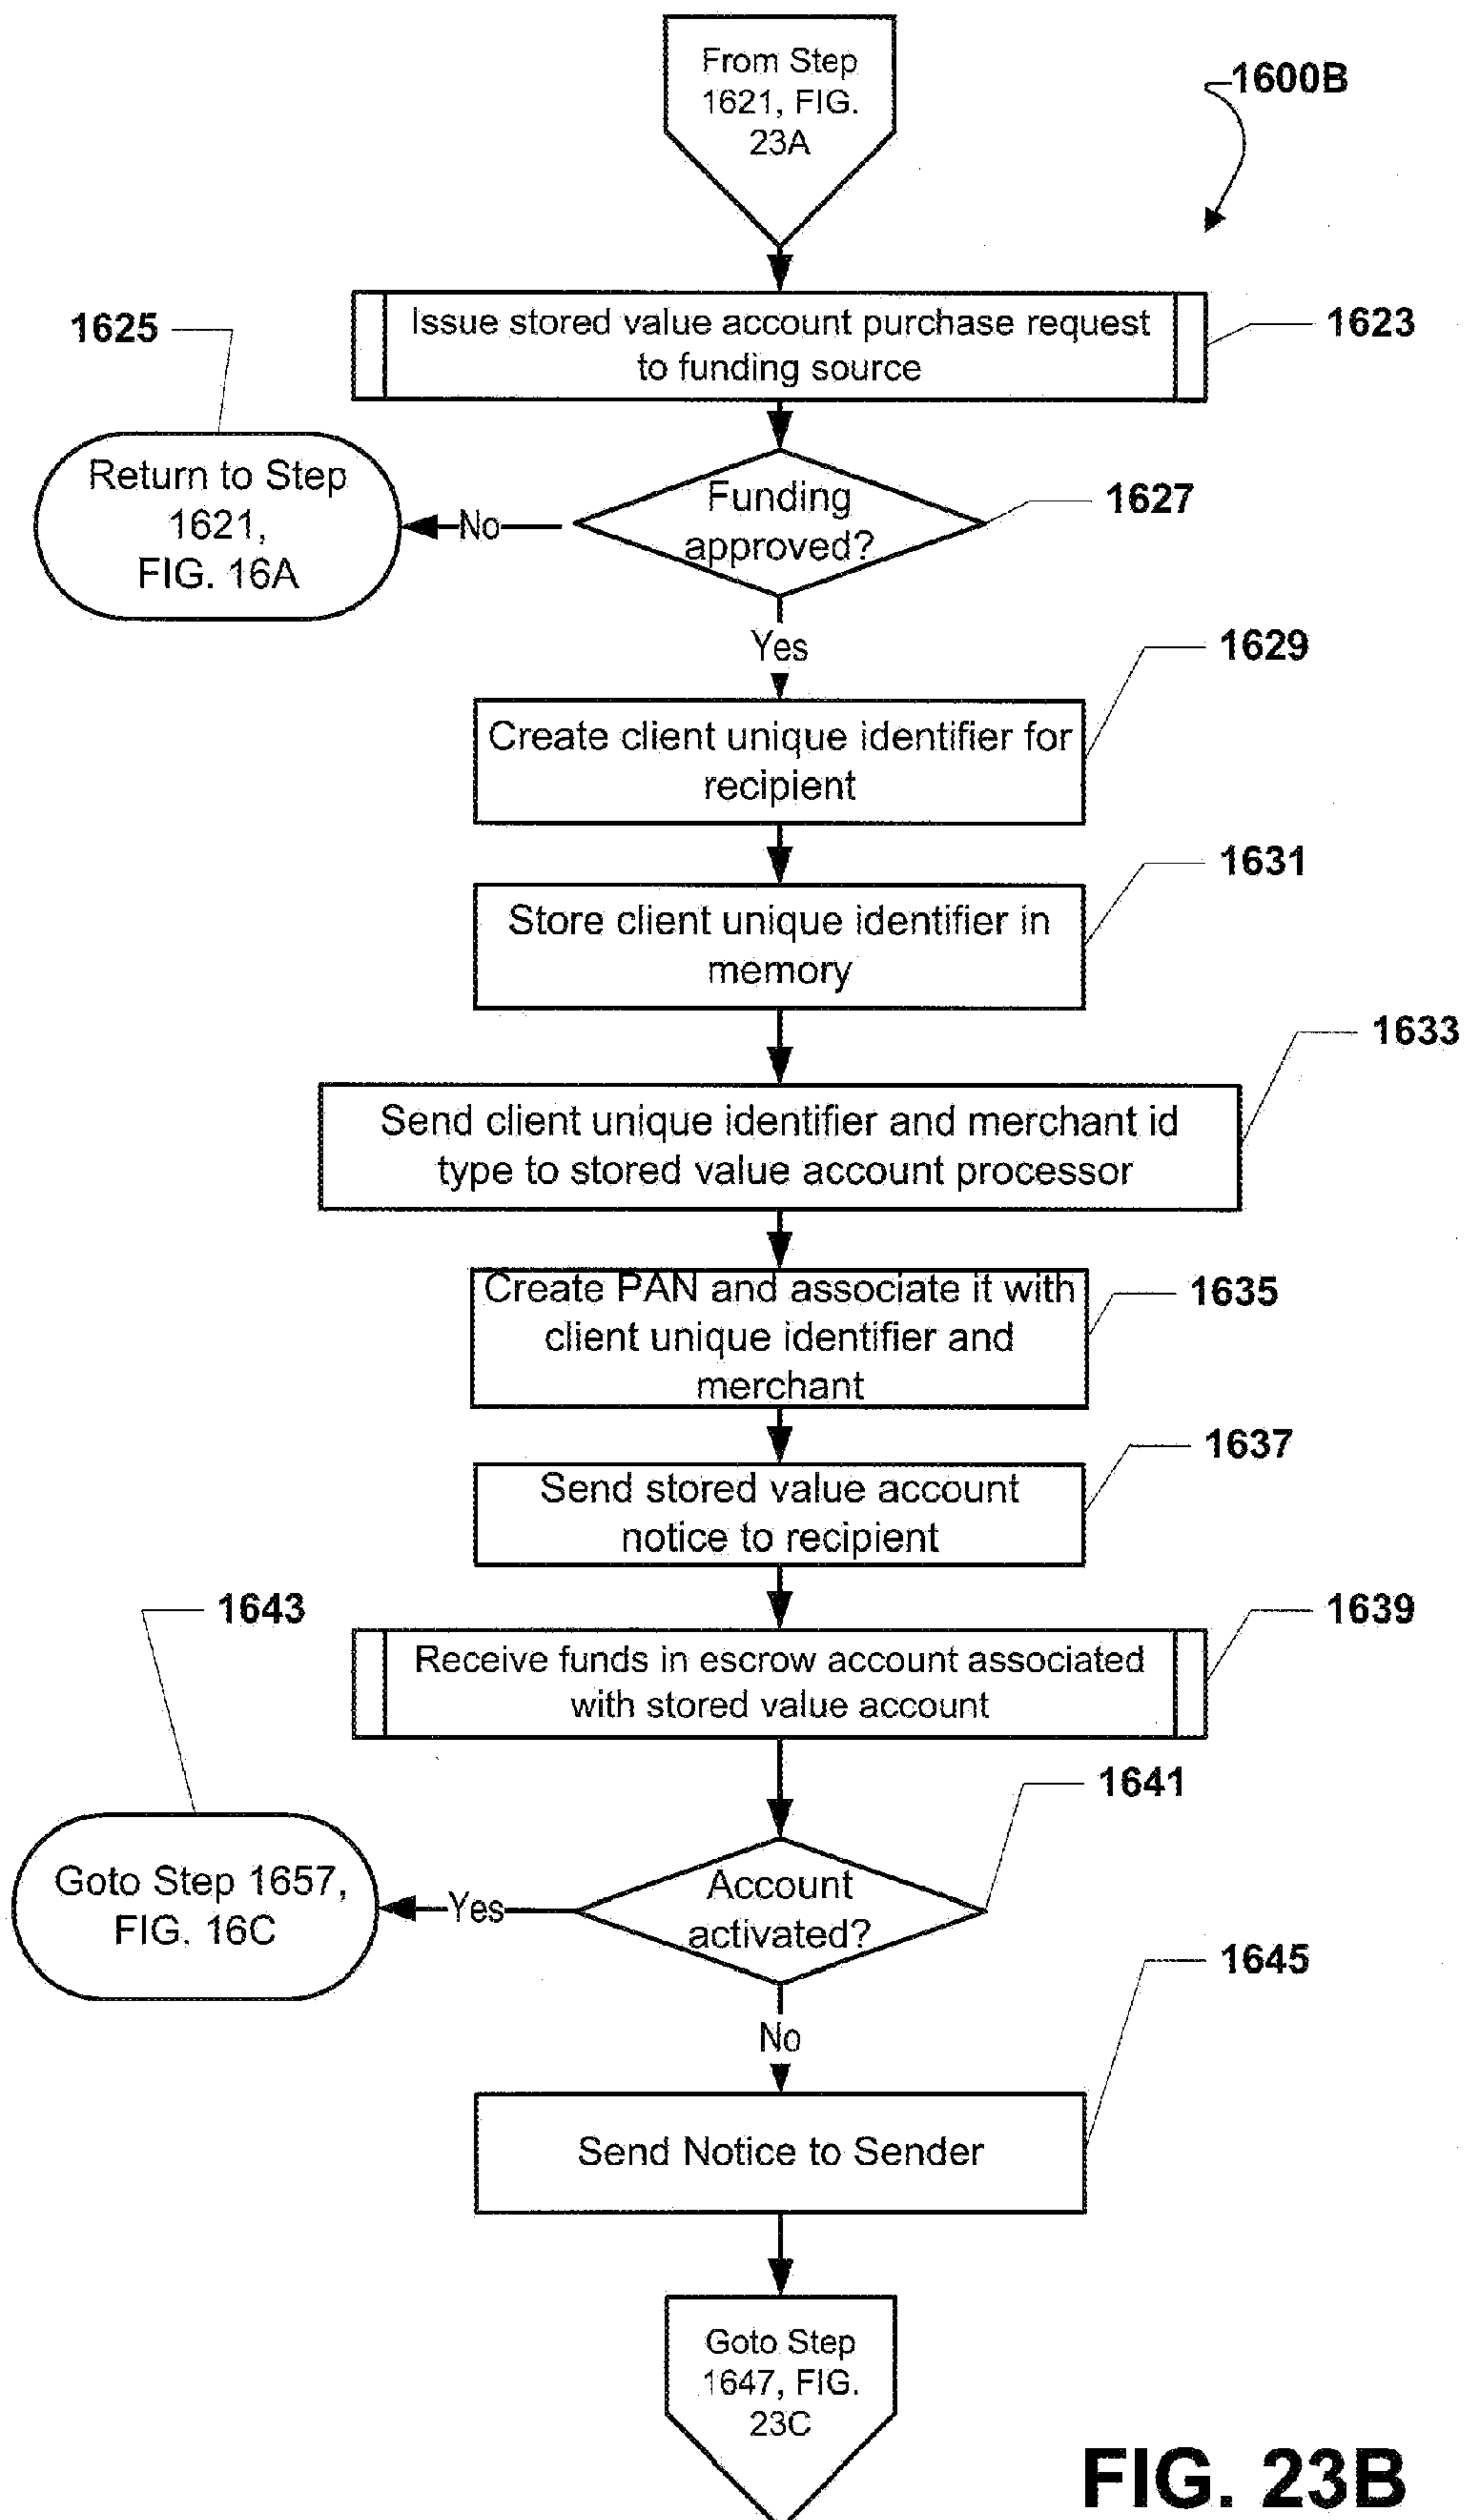 From Step
1621, FIG.
23A
1600B
Issue stored value account purchase request
to funding source
1623
1625
Return to Step
1621,
FIG. 16A
No
Funding
approved?
1627
Yes
1629
Create client unique identifier for
recipient
1631
Store client unique identifier in
memory
1633
Send client unique identifier and merchant id
type to stored value account processor
Create PAN and associate it with
client unique identifier and
merchant
1635
1637
Send stored value account
notice to recipient
1643
1639
Receive funds in escrow account associated
with stored value account
1641
Goto Step 1657,
FIG. 16C
Yes
Account
activated?
1645
No
Send Notice to Sender
Goto Step
1647, FIG.
23C
FIG. 23B